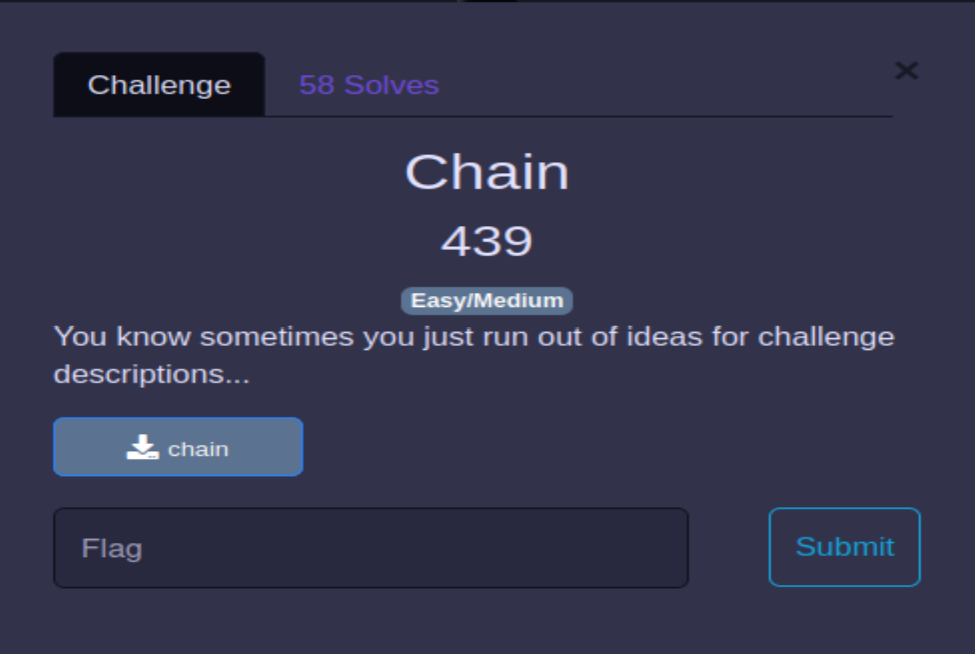 Challenge 58 Solves ×
Chain
439
Easy/Medium
You know sometimes you just run out of ideas for challenge
descriptions...
chain
Flag Submit